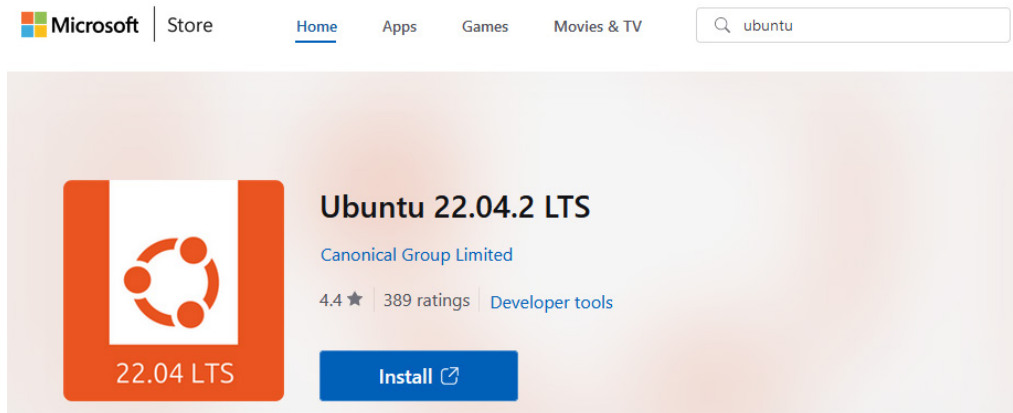 Microsoft Store Home Apps Games Movies & TV ubuntu
Ubuntu 22.04.2 LTS
Canonical Group Limited
4.4 ★ 389 ratings Developer tools
22.04 LTS
Install